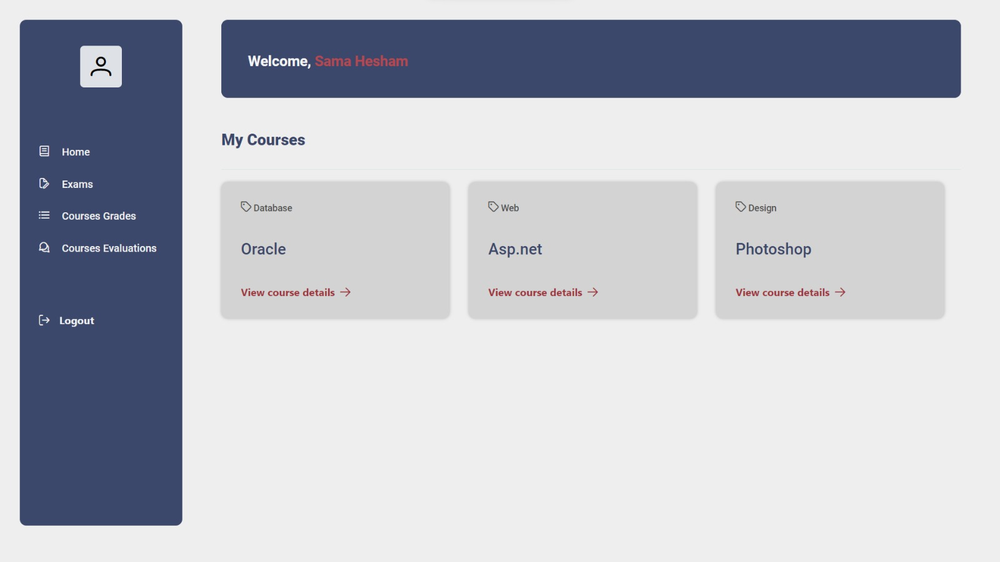 Welcome, Sama Hesham
Home
Exams
Courses Grades
Courses Evaluations
Logout
My Courses
Database
Oracle
View course details
Web
Asp.net
View course details
Design
Photoshop
View course details